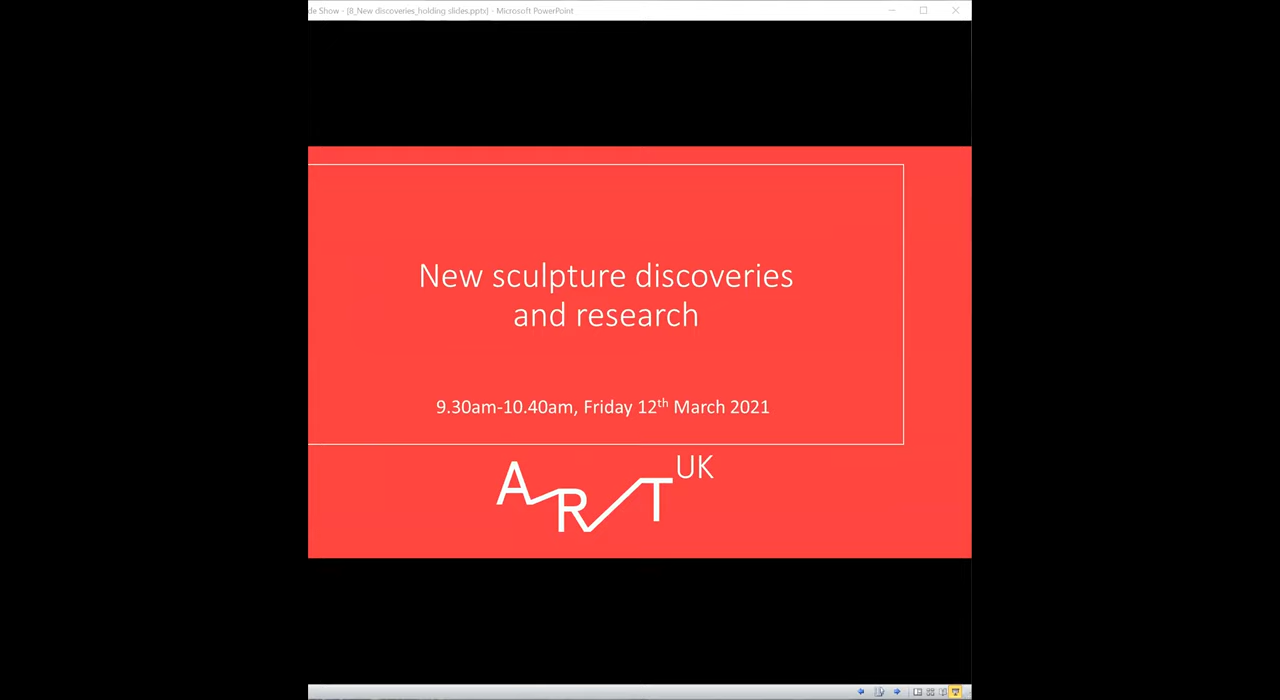 de Show - [8_New discoveries_holding slides.pptx] - Microsoft PowerPoint
New sculpture discoveries
and research
9.30am-10.40am, Friday 12th March 2021
ART UK